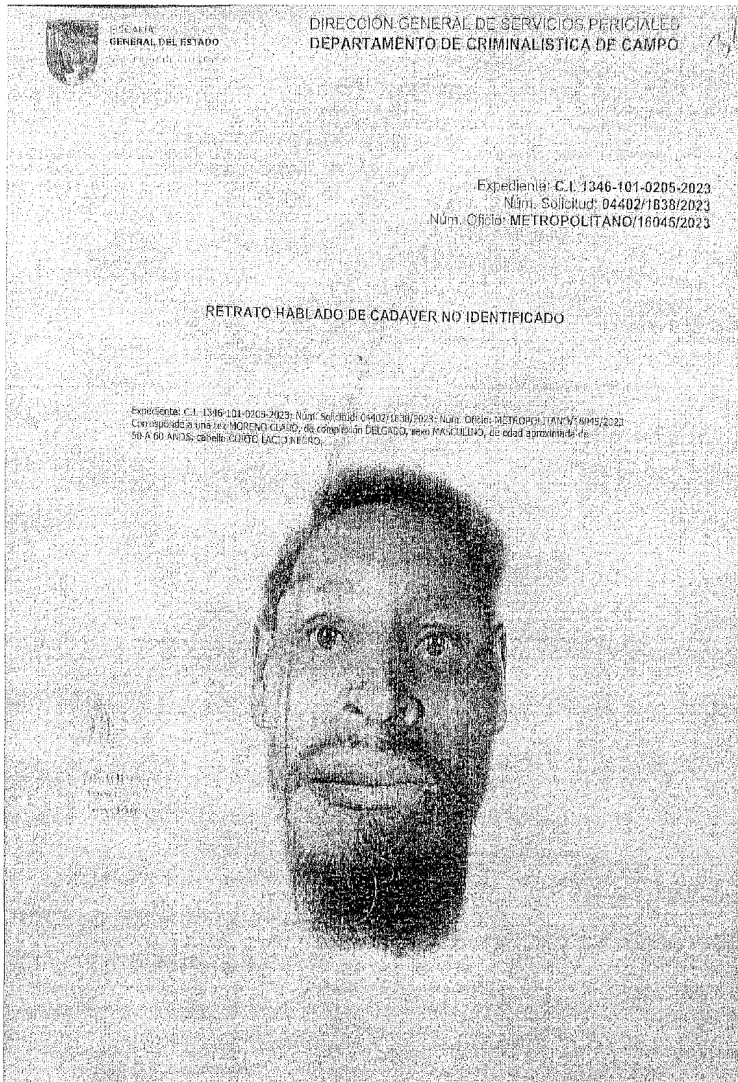 FISCALÍA
GENERAL DEL ESTADO
DIRECCIÓN GENERAL DE SERVICIOS PERICIALES
DEPARTAMENTO DE CRIMINALISTICA DE CAMPO
Expediente: C.I. 1346-101-0205-2023
Núm. Solicitud: 04402/1838/2023
Núm. Oficio: METROPOLITANO/16045/2023
RETRATO HABLADO DE CADAVER NO IDENTIFICADO
Expediente: C.I. 1346-101-0205-2023; Núm. Solicitud: 04402/1838/2023; Núm. Oficio: METROPOLITANO/16045/2023
Corresponde a una tez MORENO CLARO, de complexión DELGADO, sexo MASCULINO, de edad aproximada de
50 A 60 AÑOS, cabello CORTO LACIO NEGRO.